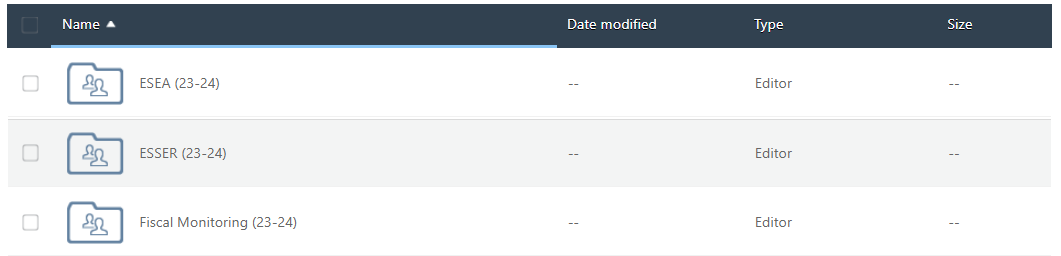 Name Date modified Type Size
ESEA (23-24) -- Editor --
ESSER (23-24) -- Editor --
Fiscal Monitoring (23-24) -- Editor --